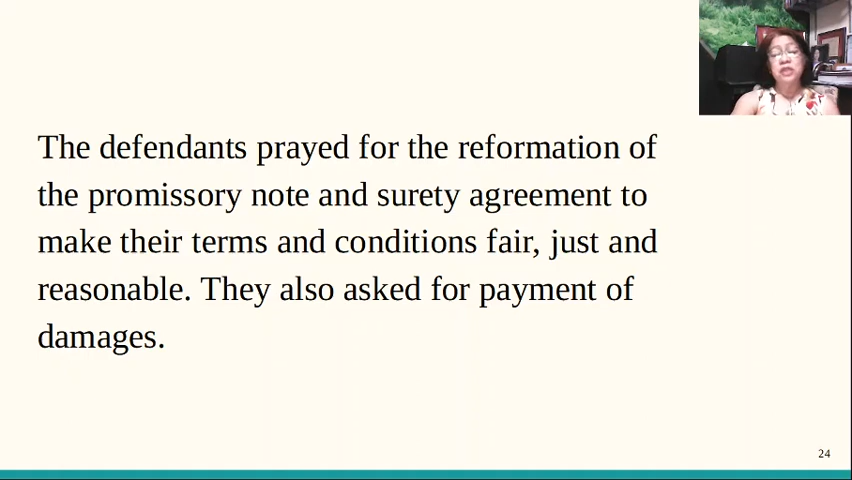 The defendants prayed for the reformation of
the promissory note and surety agreement to
make their terms and conditions fair, just and
reasonable. They also asked for payment of
damages.
24